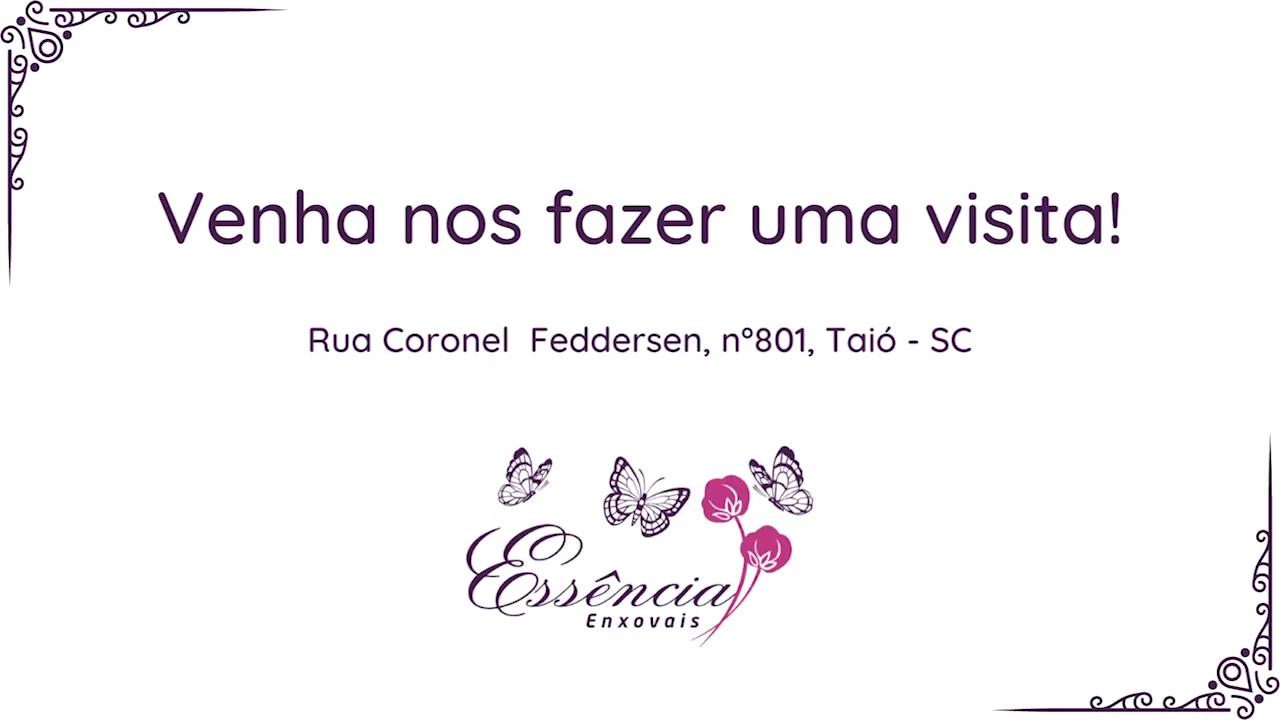 Venha nos fazer uma visita!
Rua Coronel  Feddersen, nº801, Taió - SC
Essência
Enxovais